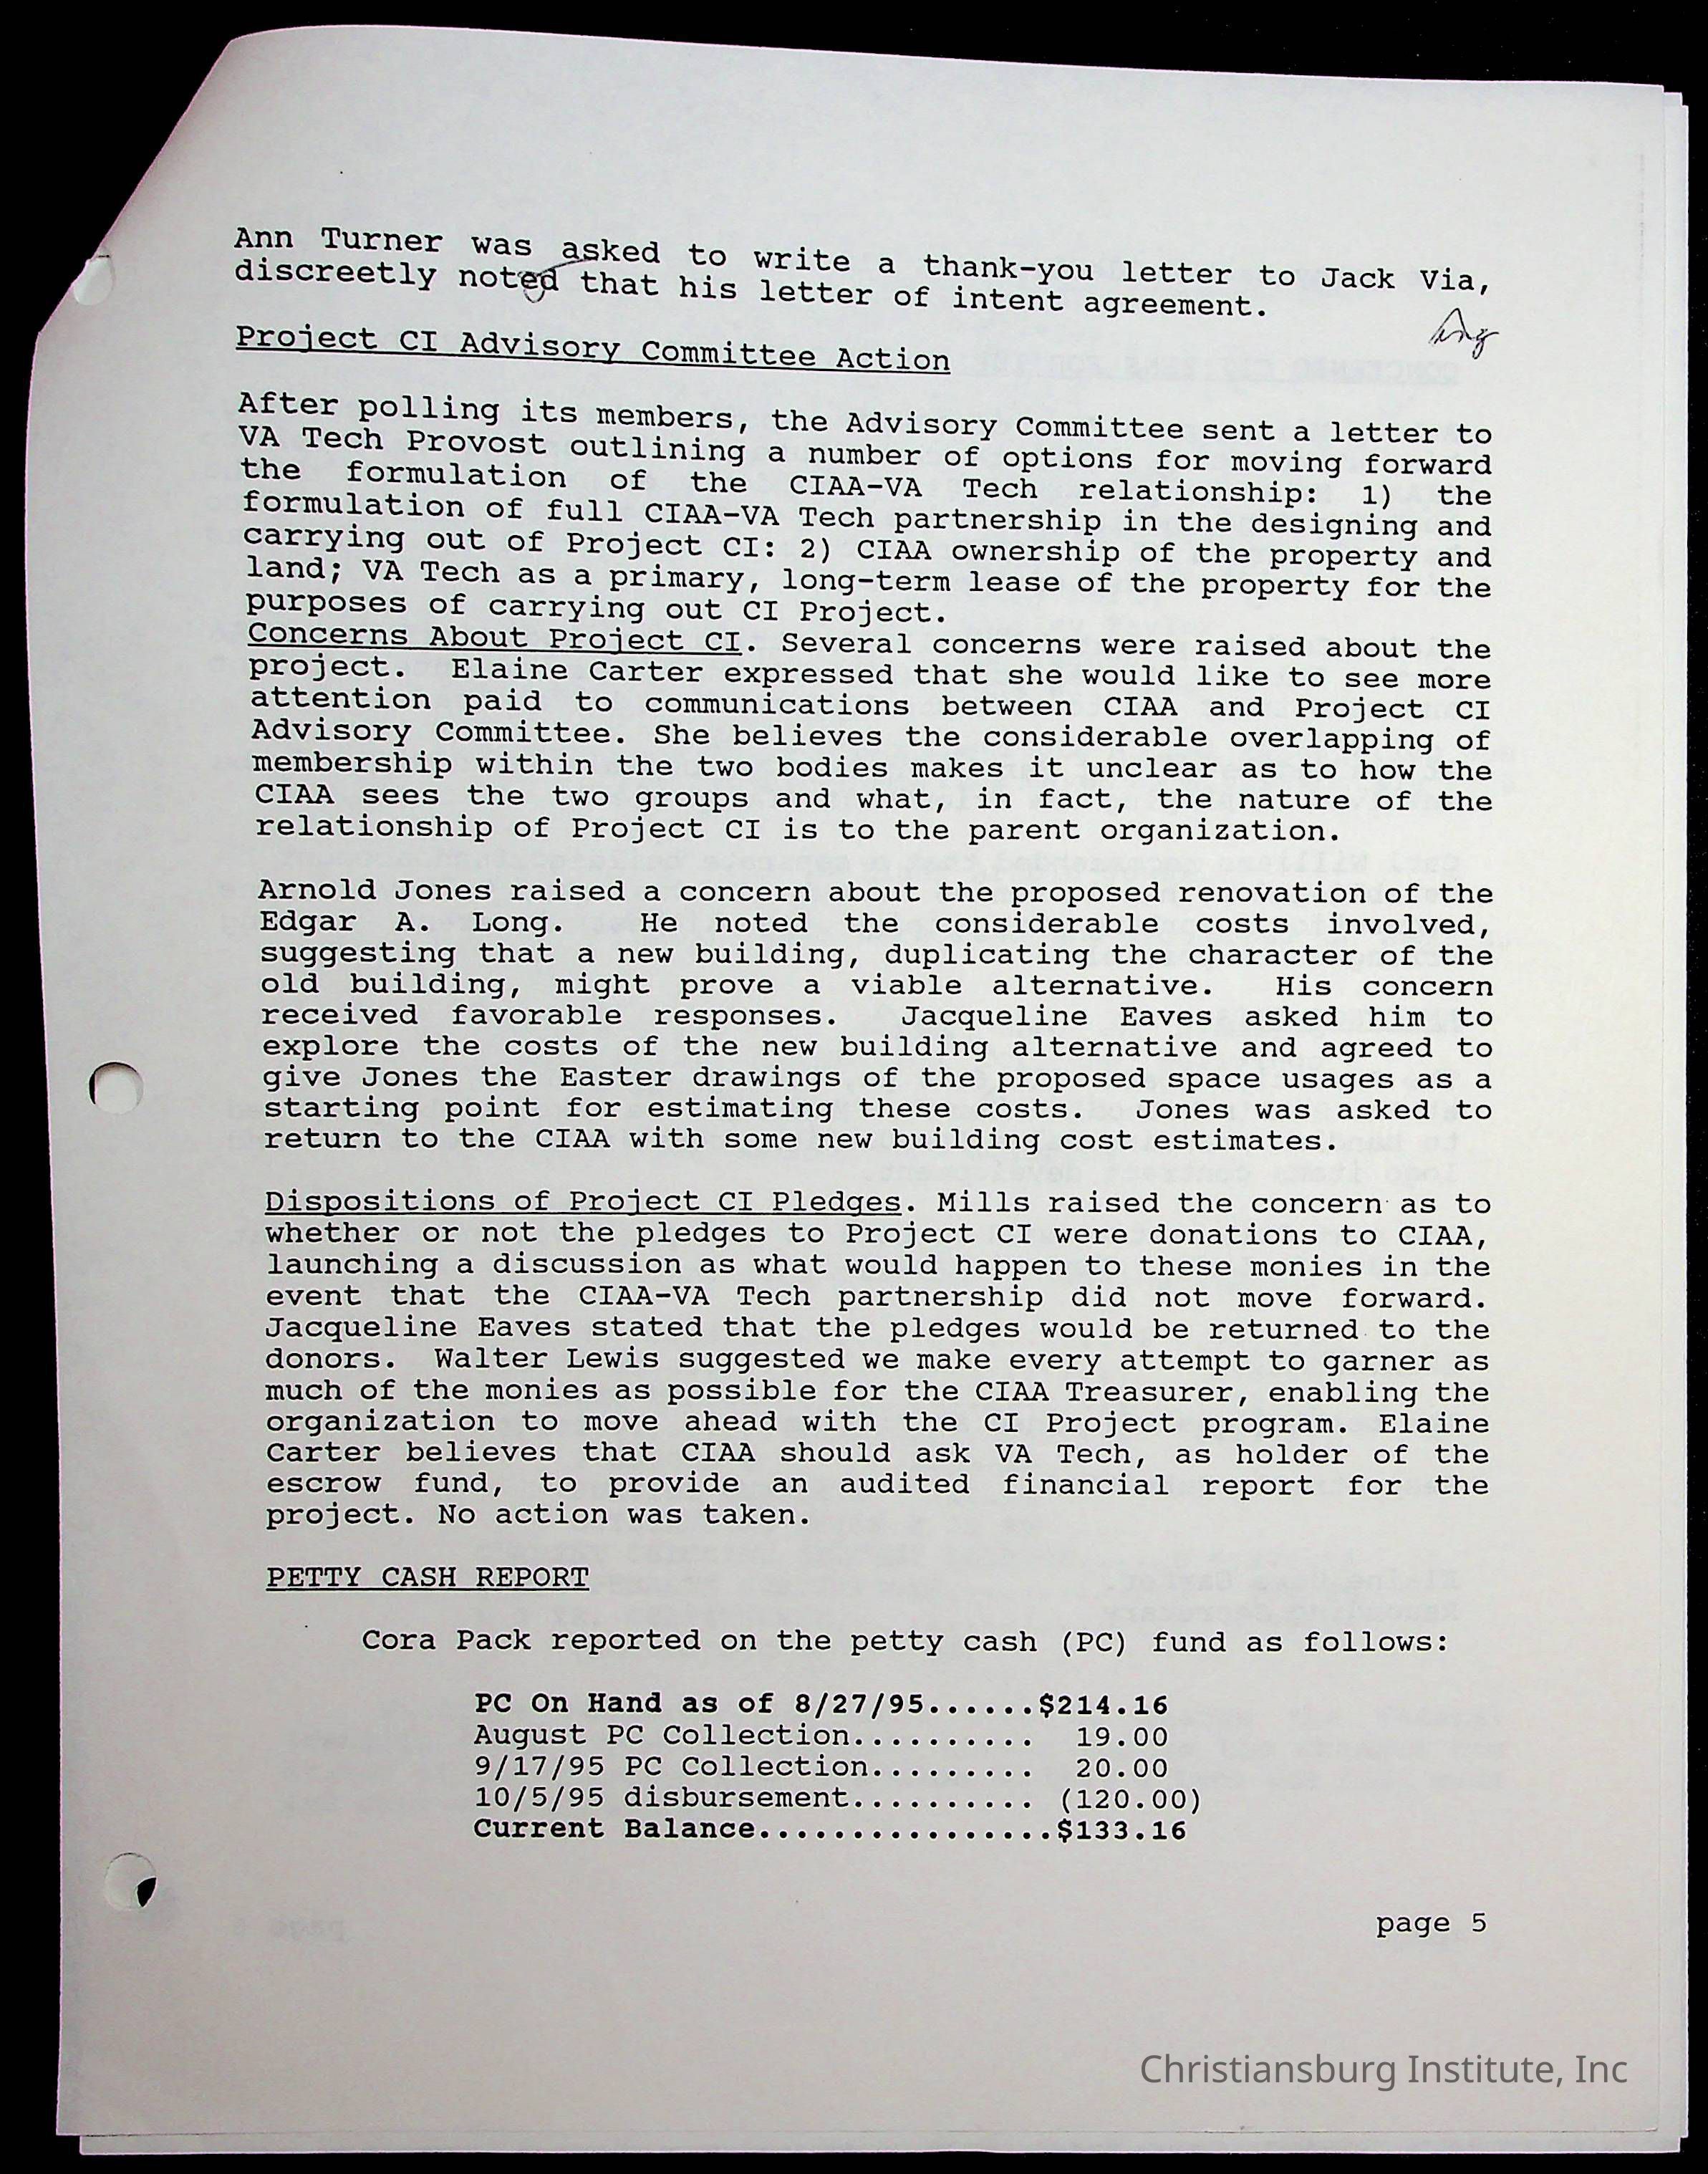 Ann Turner was asked to write a thank-you letter to Jack Via,
discreetly noted that his letter of intent agreement.
ing
Project CI Advisory Committee Action
After polling its members, the Advisory Committee sent a letter to
VA Tech Provost outlining a number of options for moving forward
the formulation of the CIAA-VA Tech relationship: 1) the
formulation of full CIAA-VA Tech partnership in the designing and
carrying out of Project CI: 2) CIAA ownership of the property and
land; VA Tech as a primary, long-term lease of the property for the
purposes of carrying out CI Project.
Concerns About Project CI. Several concerns were raised about the
project. Elaine Carter expressed that she would like to see more
attention paid to communications between CIAA and Project CI
Advisory Committee. She believes the considerable overlapping of
membership within the two bodies makes it unclear as to how the
CIAA sees the two groups and what, in fact, the nature of the
relationship of Project CI is to the parent organization.
Arnold Jones raised a concern about the proposed renovation of the
Edgar A. Long. He noted the considerable costs involved,
suggesting that a new building, duplicating the character of the
old building, might prove a viable alternative. His concern
received favorable responses. Jacqueline Eaves asked him to
explore the costs of the new building alternative and agreed to
give Jones the Easter drawings of the proposed space usages as a
starting point for estimating these costs. Jones was asked to
return to the CIAA with some new building cost estimates.
Dispositions of Project CI Pledges. Mills raised the concern as to
whether or not the pledges to Project CI were donations to CIAA,
launching a discussion as what would happen to these monies in the
event that the CIAA-VA Tech partnership did not move forward.
Jacqueline Eaves stated that the pledges would be returned to the
donors. Walter Lewis suggested we make every attempt to garner as
much of the monies as possible for the CIAA Treasurer, enabling the
organization to move ahead with the CI Project program. Elaine
Carter believes that CIAA should ask VA Tech, as holder of the
escrow fund, to provide an audited financial report for the
project. No action was taken.
PETTY CASH REPORT
Cora Pack reported on the petty cash (PC) fund as follows:
PC On Hand as of 8/27/95......$214.16
August PC Collection.......... 19.00
9/17/95 PC Collection......... 20.00
10/5/95 disbursement.......... (120.00)
Current Balance................$133.16
page 5
Christiansburg Institute, Inc